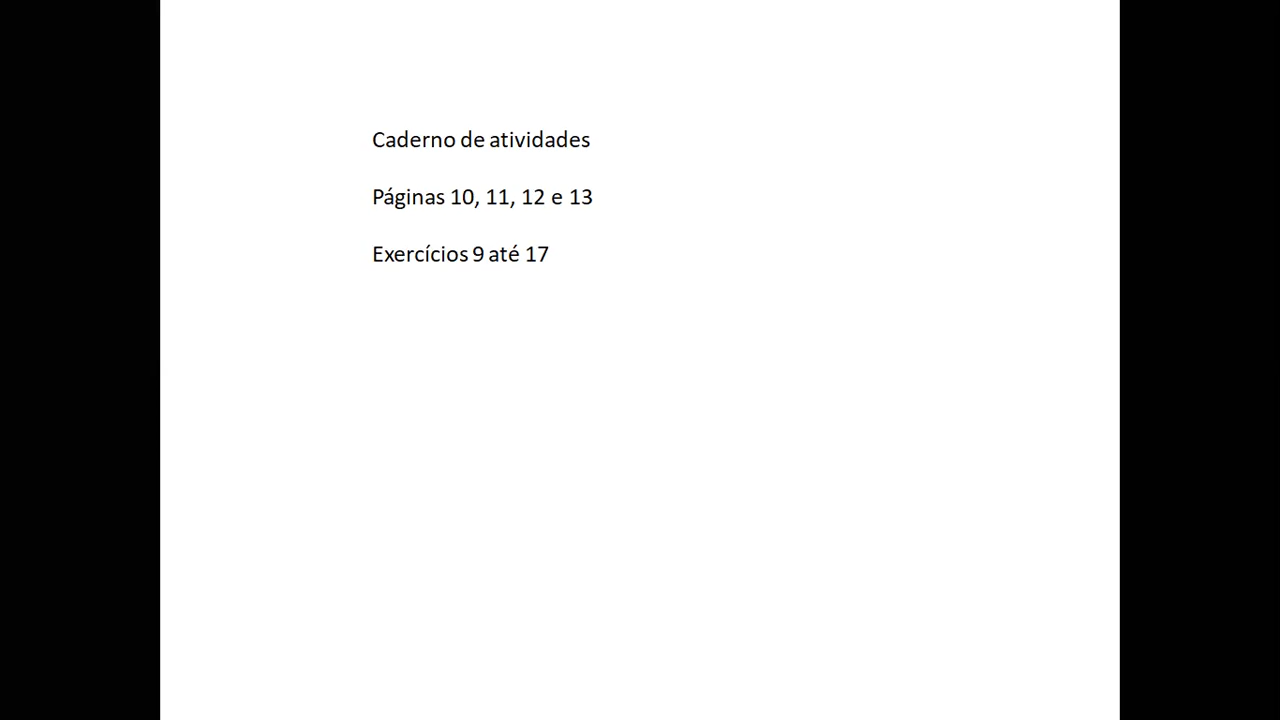 Caderno de atividades
Páginas 10, 11, 12 e 13
Exercícios 9 até 17